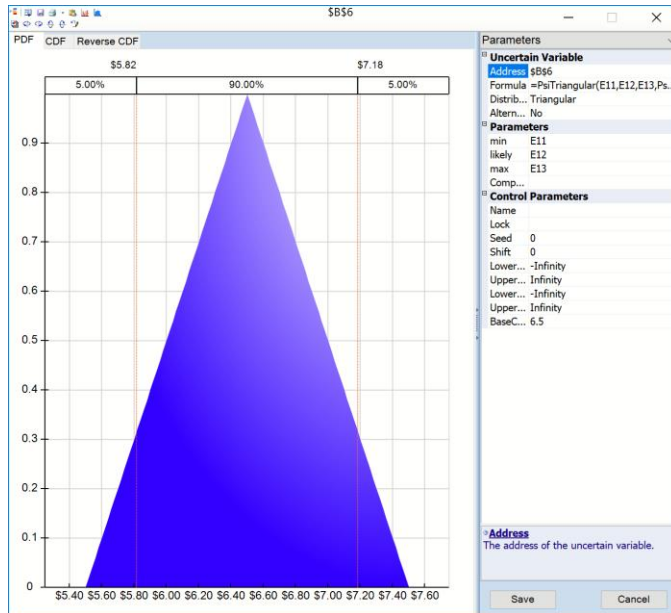 $B$6
PDF CDF Reverse CDF
$5.82 $7.18
5.00% 90.00% 5.00%
0.9
0.8
0.7
0.6
0.5
0.4
0.3
0.2
0.1
0
$5.40 $5.60 $5.80 $6.00 $6.20 $6.40 $6.60 $6.80 $7.00 $7.20 $7.40 $7.60
Parameters
Uncertain Variable
Address $B$6
Formula =PsiTriangular(E11,E12,E13,Ps...
Distrib... Triangular
Altern... No
Parameters
min E11
likely E12
max E13
Comp...
Control Parameters
Name
Lock
Seed 0
Shift 0
Lower... -Infinity
Upper... Infinity
Lower... -Infinity
Upper... Infinity
BaseC... 6.5
Address
The address of the uncertain variable.
Save Cancel